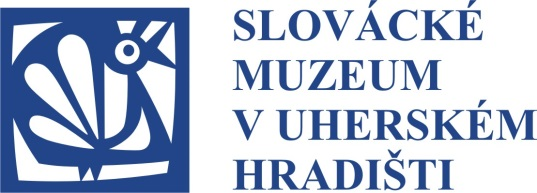 SLOVÁCKÉ
MUZEUM
V UHERSKÉM
HRADIŠTI